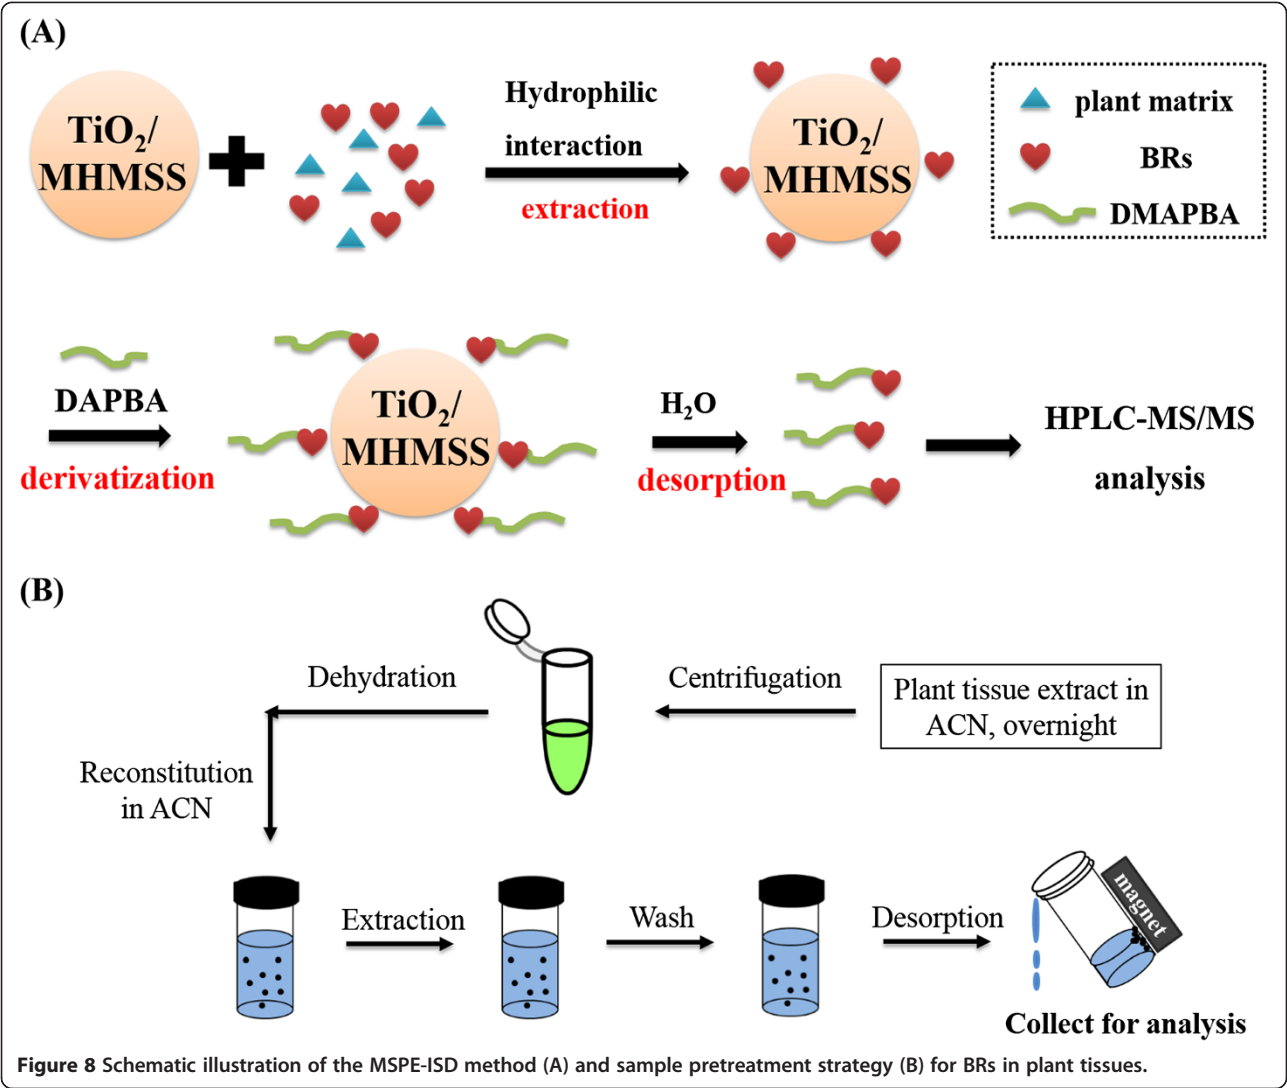 (A)
TiO2/
MHMSS
Hydrophilic
interaction
extraction
TiO2/
MHMSS
plant matrix
BRs
DMAPBA
DAPBA
derivatization
TiO2/
MHMSS
H2O
desorption
HPLC-MS/MS
analysis
(B)
Dehydration
Centrifugation
Plant tissue extract in
ACN, overnight
Reconstitution
in ACN
Extraction
Wash
Desorption
magnet
Collect for analysis
Figure 8 Schematic illustration of the MSPE-ISD method (A) and sample pretreatment strategy (B) for BRs in plant tissues.